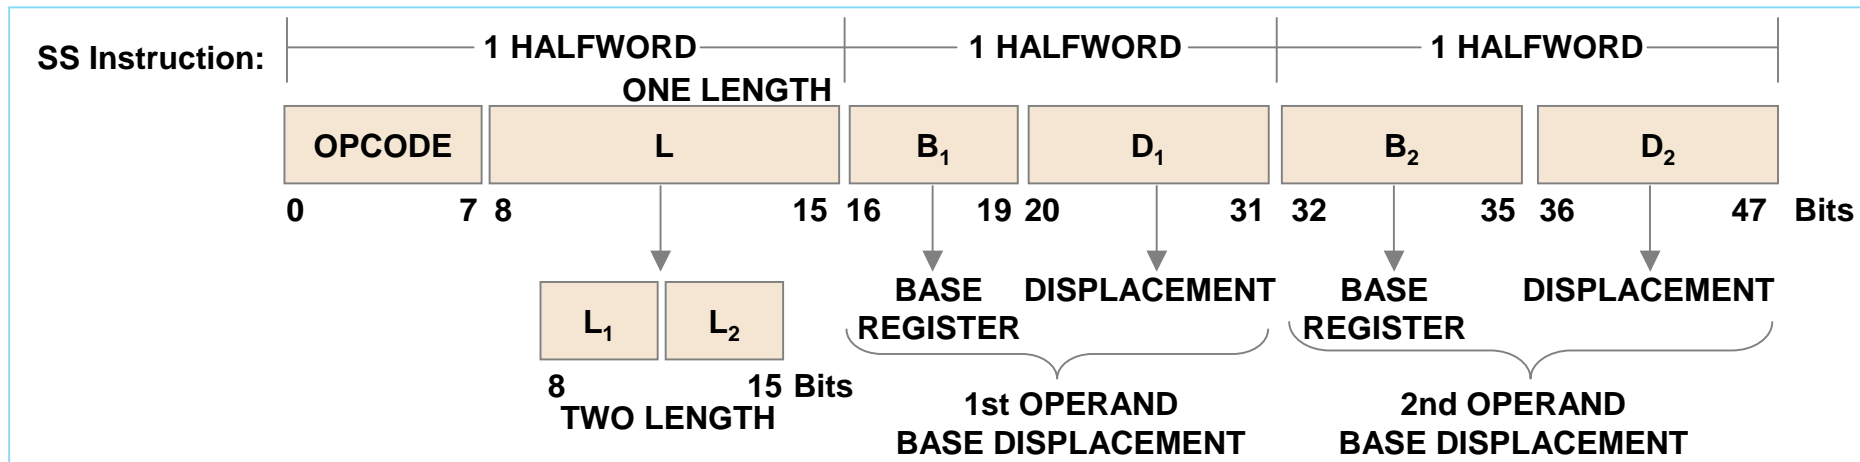 SS Instruction:
1 HALFWORD 1 HALFWORD 1 HALFWORD
ONE LENGTH
OPCODE L B1 D1 B2 D2
0 7 8 15 16 19 20 31 32 35 36 47 Bits
BASE REGISTER
DISPLACEMENT
BASE REGISTER
DISPLACEMENT
L1 L2
8 15 Bits
TWO LENGTH
1st OPERAND
BASE DISPLACEMENT
2nd OPERAND
BASE DISPLACEMENT